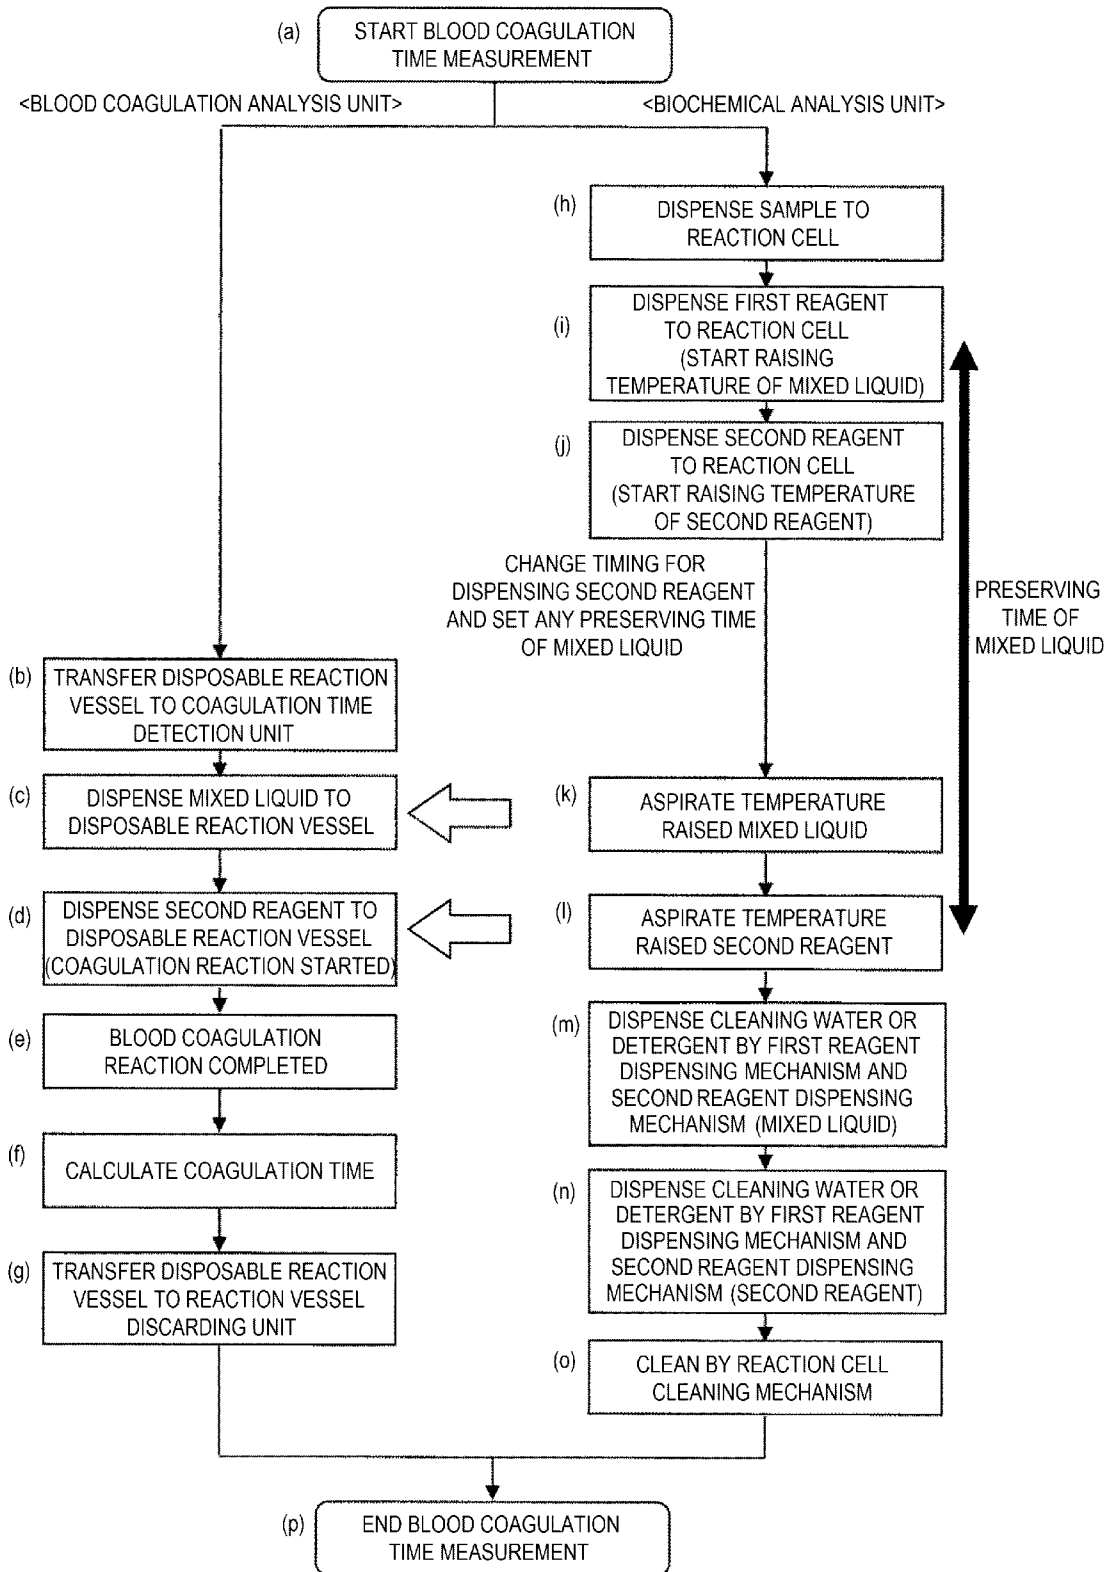 (a)
START BLOOD COAGULATION
TIME MEASUREMENT
<BLOOD COAGULATION ANALYSIS UNIT>
<BIOCHEMICAL ANALYSIS UNIT>
(h)
DISPENSE SAMPLE TO
REACTION CELL
(i)
DISPENSE FIRST REAGENT
TO REACTION CELL
(START RAISING
TEMPERATURE OF MIXED LIQUID)
(j)
DISPENSE SECOND REAGENT
TO REACTION CELL
(START RAISING TEMPERATURE
OF SECOND REAGENT)
CHANGE TIMING FOR
DISPENSING SECOND REAGENT
AND SET ANY PRESERVING TIME
OF MIXED LIQUID
PRESERVING
TIME OF
MIXED LIQUID
(b)
TRANSFER DISPOSABLE REACTION
VESSEL TO COAGULATION TIME
DETECTION UNIT
(c)
DISPENSE MIXED LIQUID TO
DISPOSABLE REACTION VESSEL
(k)
ASPIRATE TEMPERATURE
RAISED MIXED LIQUID
(d)
DISPENSE SECOND REAGENT TO
DISPOSABLE REACTION VESSEL
(COAGULATION REACTION STARTED)
(l)
ASPIRATE TEMPERATURE
RAISED SECOND REAGENT
(e)
BLOOD COAGULATION
REACTION COMPLETED
(m)
DISPENSE CLEANING WATER OR
DETERGENT BY FIRST REAGENT
DISPENSING MECHANISM AND
SECOND REAGENT DISPENSING
MECHANISM (MIXED LIQUID)
(f)
CALCULATE COAGULATION TIME
(n)
DISPENSE CLEANING WATER OR
DETERGENT BY FIRST REAGENT
DISPENSING MECHANISM AND
SECOND REAGENT DISPENSING
MECHANISM (SECOND REAGENT)
(g)
TRANSFER DISPOSABLE REACTION
VESSEL TO REACTION VESSEL
DISCARDING UNIT
(o)
CLEAN BY REACTION CELL
CLEANING MECHANISM
(p)
END BLOOD COAGULATION
TIME MEASUREMENT